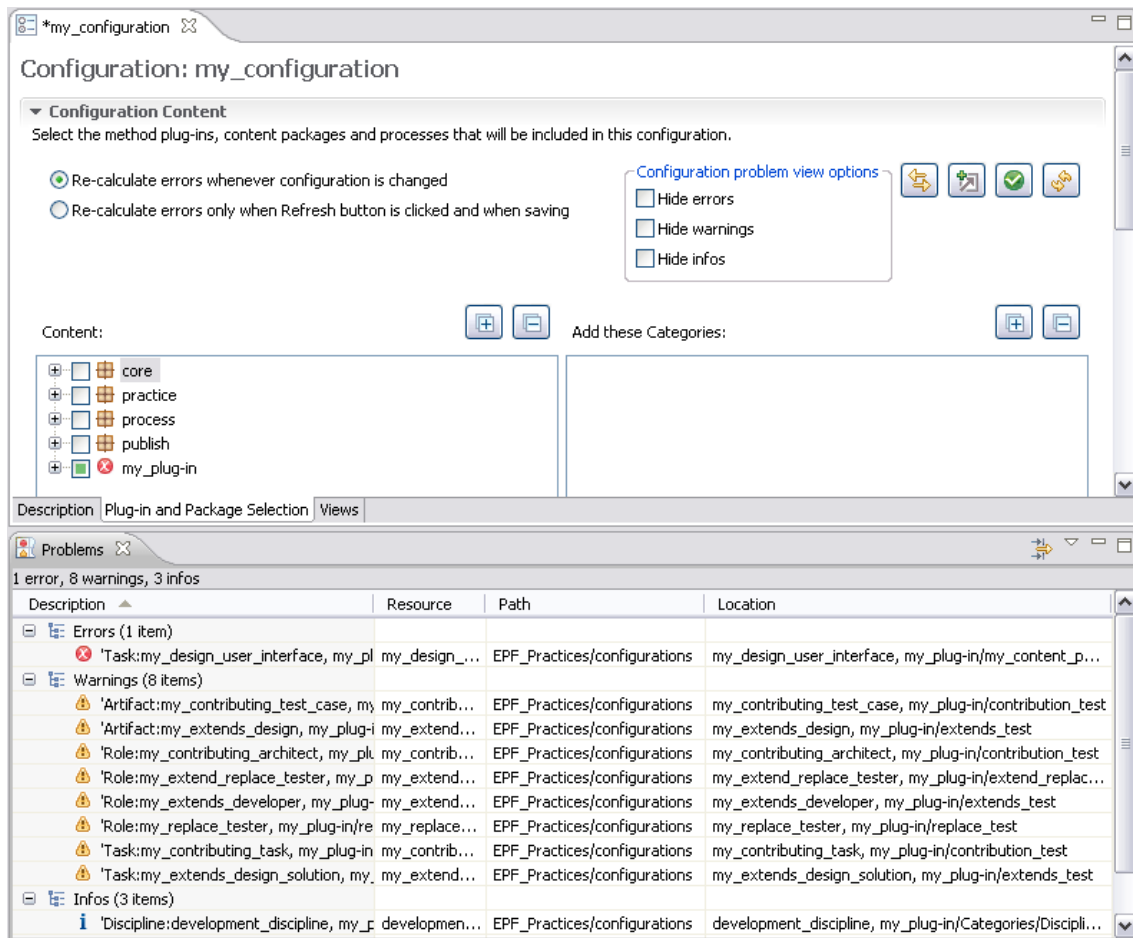 *my_configuration
Configuration: my_configuration
Configuration Content
Select the method plug-ins, content packages and processes that will be included in this configuration.
Re-calculate errors whenever configuration is changed
Re-calculate errors only when Refresh button is clicked and when saving
Configuration problem view options
Hide errors
Hide warnings
Hide infos
Content:
Add these Categories:
core
practice
process
publish
my_plug-in
Description Plug-in and Package Selection Views
Problems
1 error, 8 warnings, 3 infos
Description Resource Path Location
Errors (1 item)
'Task:my_design_user_interface, my_pl my_design_... EPF_Practices/configurations my_design_user_interface, my_plug-in/my_content_p...
Warnings (8 items)
'Artifact:my_contributing_test_case, my my_contrib... EPF_Practices/configurations my_contributing_test_case, my_plug-in/contribution_test
'Artifact:my_extends_design, my_plug-i my_extend... EPF_Practices/configurations my_extends_design, my_plug-in/extends_test
'Role:my_contributing_architect, my_plu my_contrib... EPF_Practices/configurations my_contributing_architect, my_plug-in/contribution_test
'Role:my_extend_replace_tester, my_p my_extend... EPF_Practices/configurations my_extend_replace_tester, my_plug-in/extend_replac...
'Role:my_extends_developer, my_plug- my_extend... EPF_Practices/configurations my_extends_developer, my_plug-in/extends_test
'Role:my_replace_tester, my_plug-in/re my_replace... EPF_Practices/configurations my_replace_tester, my_plug-in/replace_test
'Task:my_contributing_task, my_plug-in my_contrib... EPF_Practices/configurations my_contributing_task, my_plug-in/contribution_test
'Task:my_extends_design_solution, my_ my_extend... EPF_Practices/configurations my_extends_design_solution, my_plug-in/extends_test
Infos (3 items)
'Discipline:development_discipline, my_p developmen... EPF_Practices/configurations development_discipline, my_plug-in/Categories/Discipli...